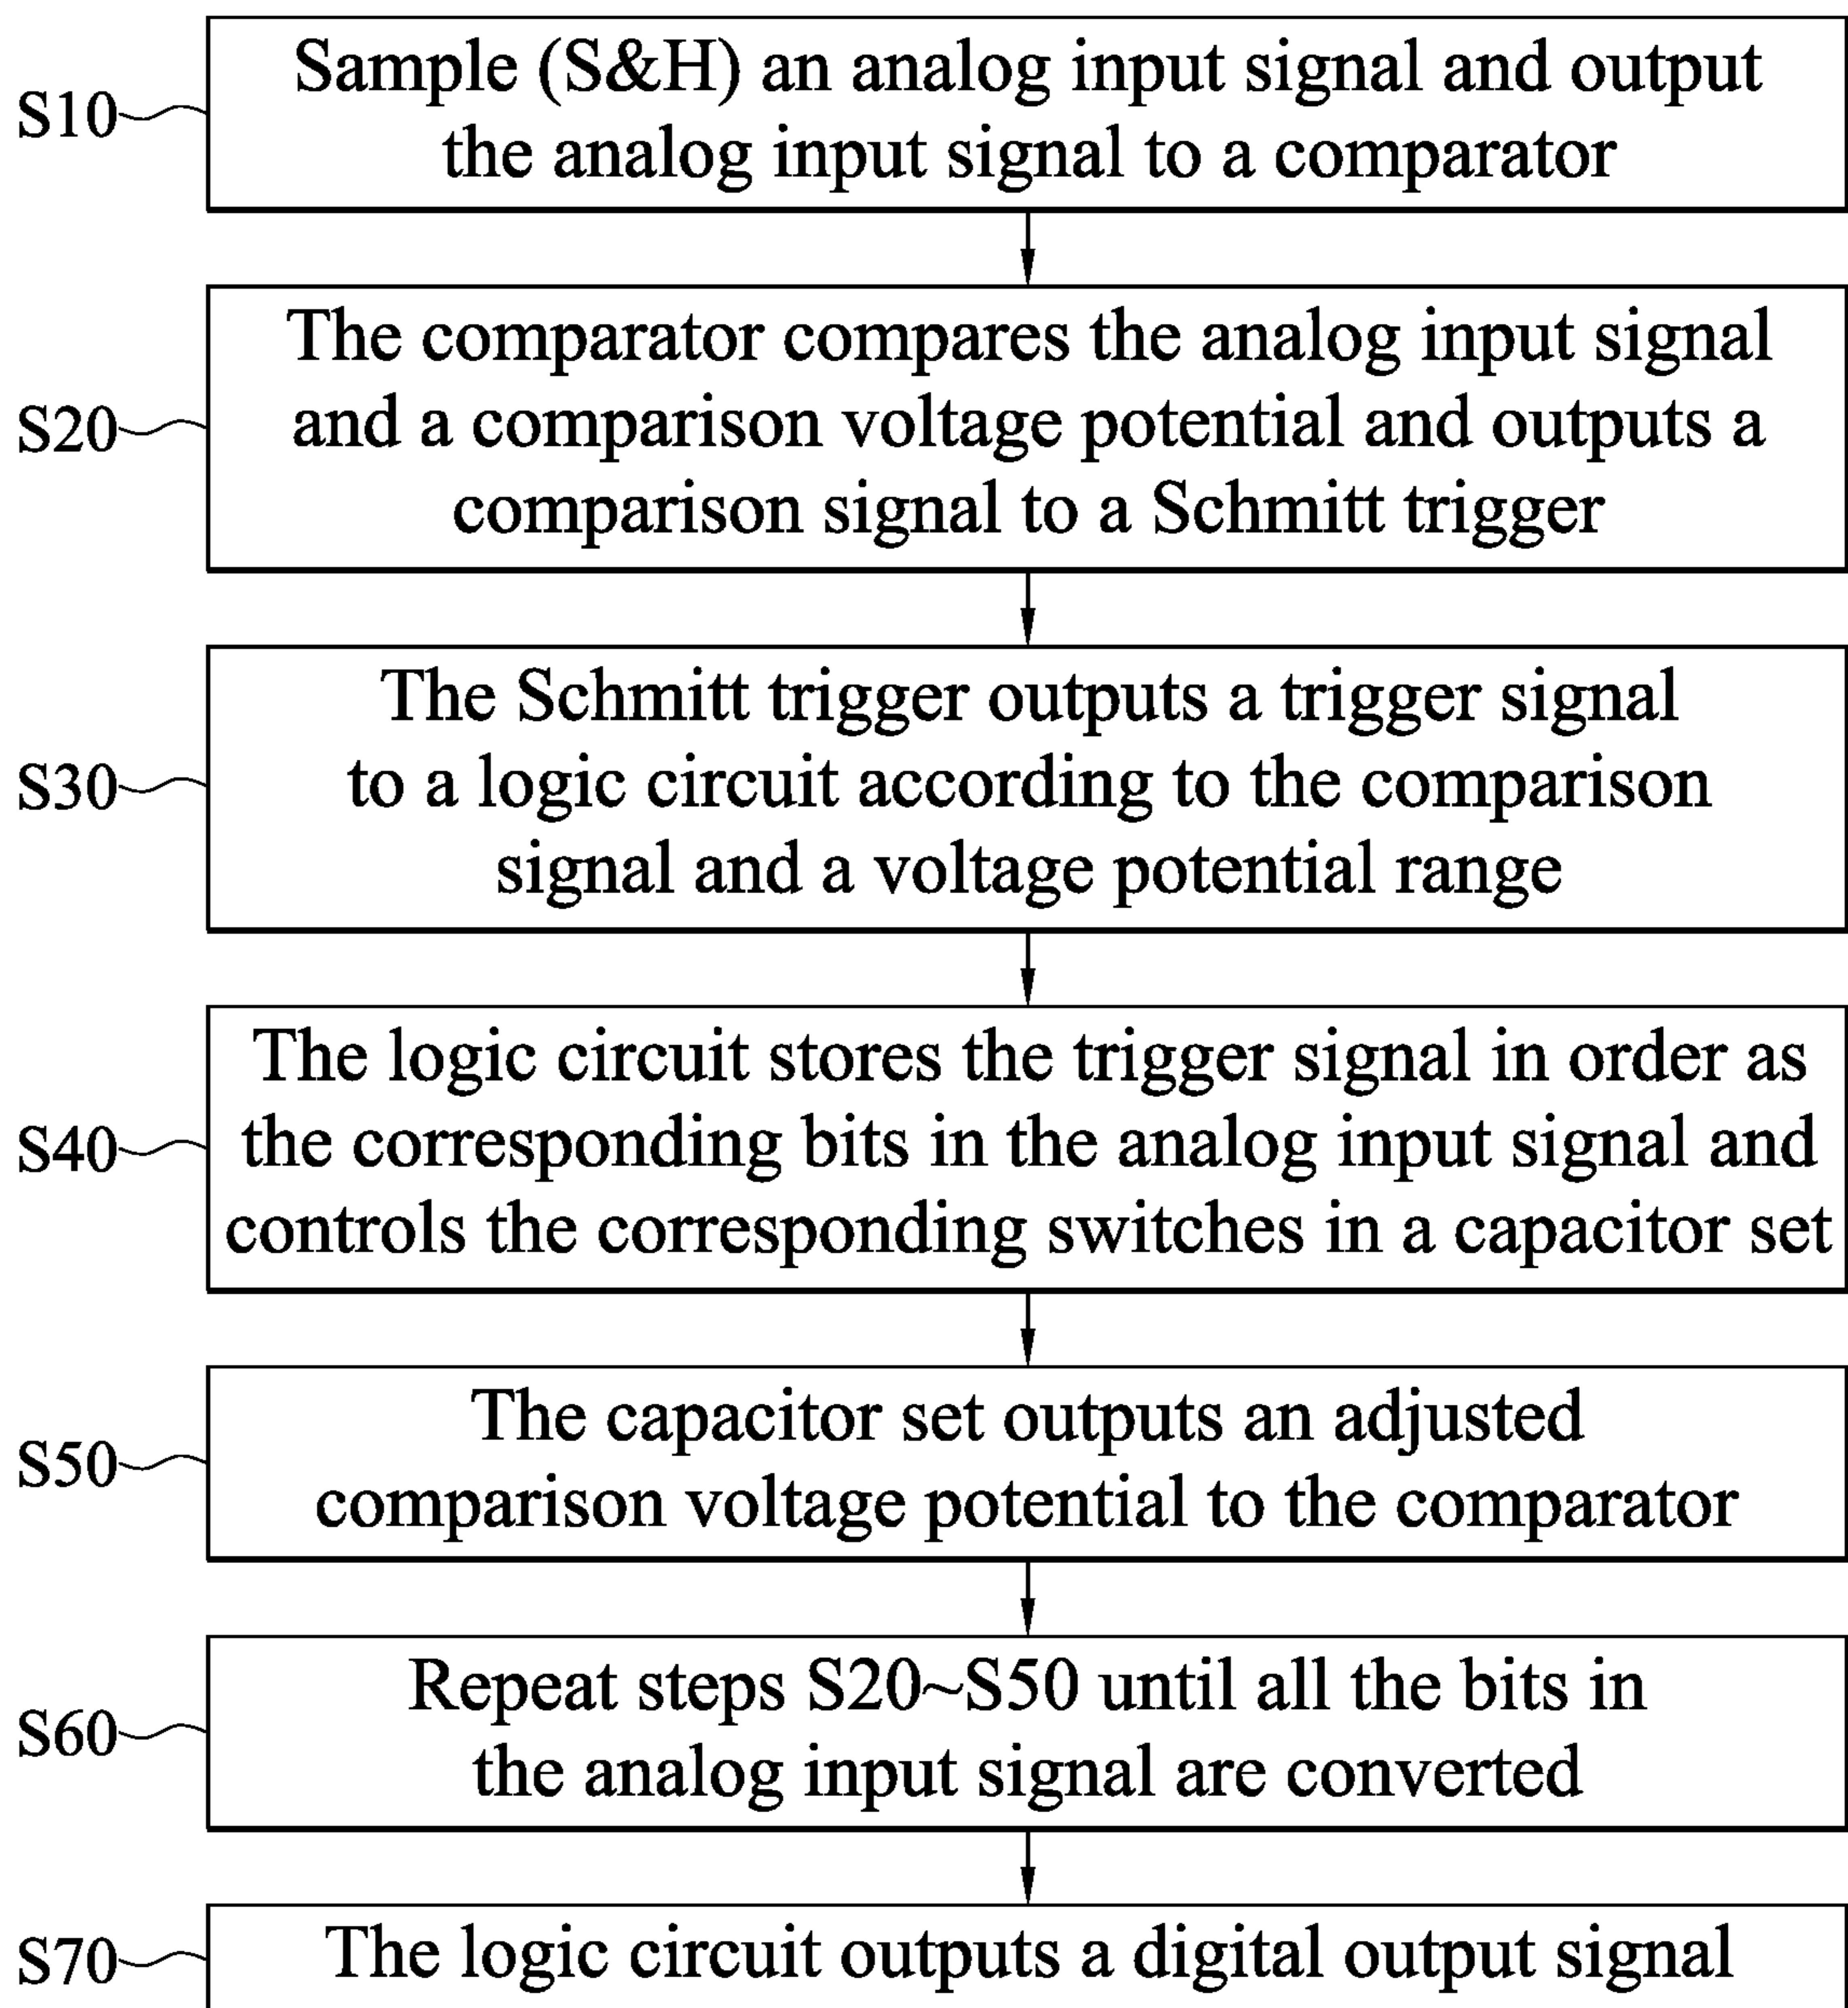 Sample (S&H) an analog input signal and output
S10
the analog input signal to a comparator
The comparator compares the analog input signal
S20
and a comparison voltage potential and outputs a
comparison signal to a Schmitt trigger
The Schmitt trigger outputs a trigger signal
S30
to a logic circuit according to the comparison
signal and a voltage potential range
The logic circuit stores the trigger signal in order as
S40
the corresponding bits in the analog input signal and
controls the corresponding switches in a capacitor set
The capacitor set outputs an adjusted
S50
comparison voltage potential to the comparator
Repeat steps S20~S50 until all the bits in
S60
the analog input signal are converted
S70
The logic circuit outputs a digital output signal